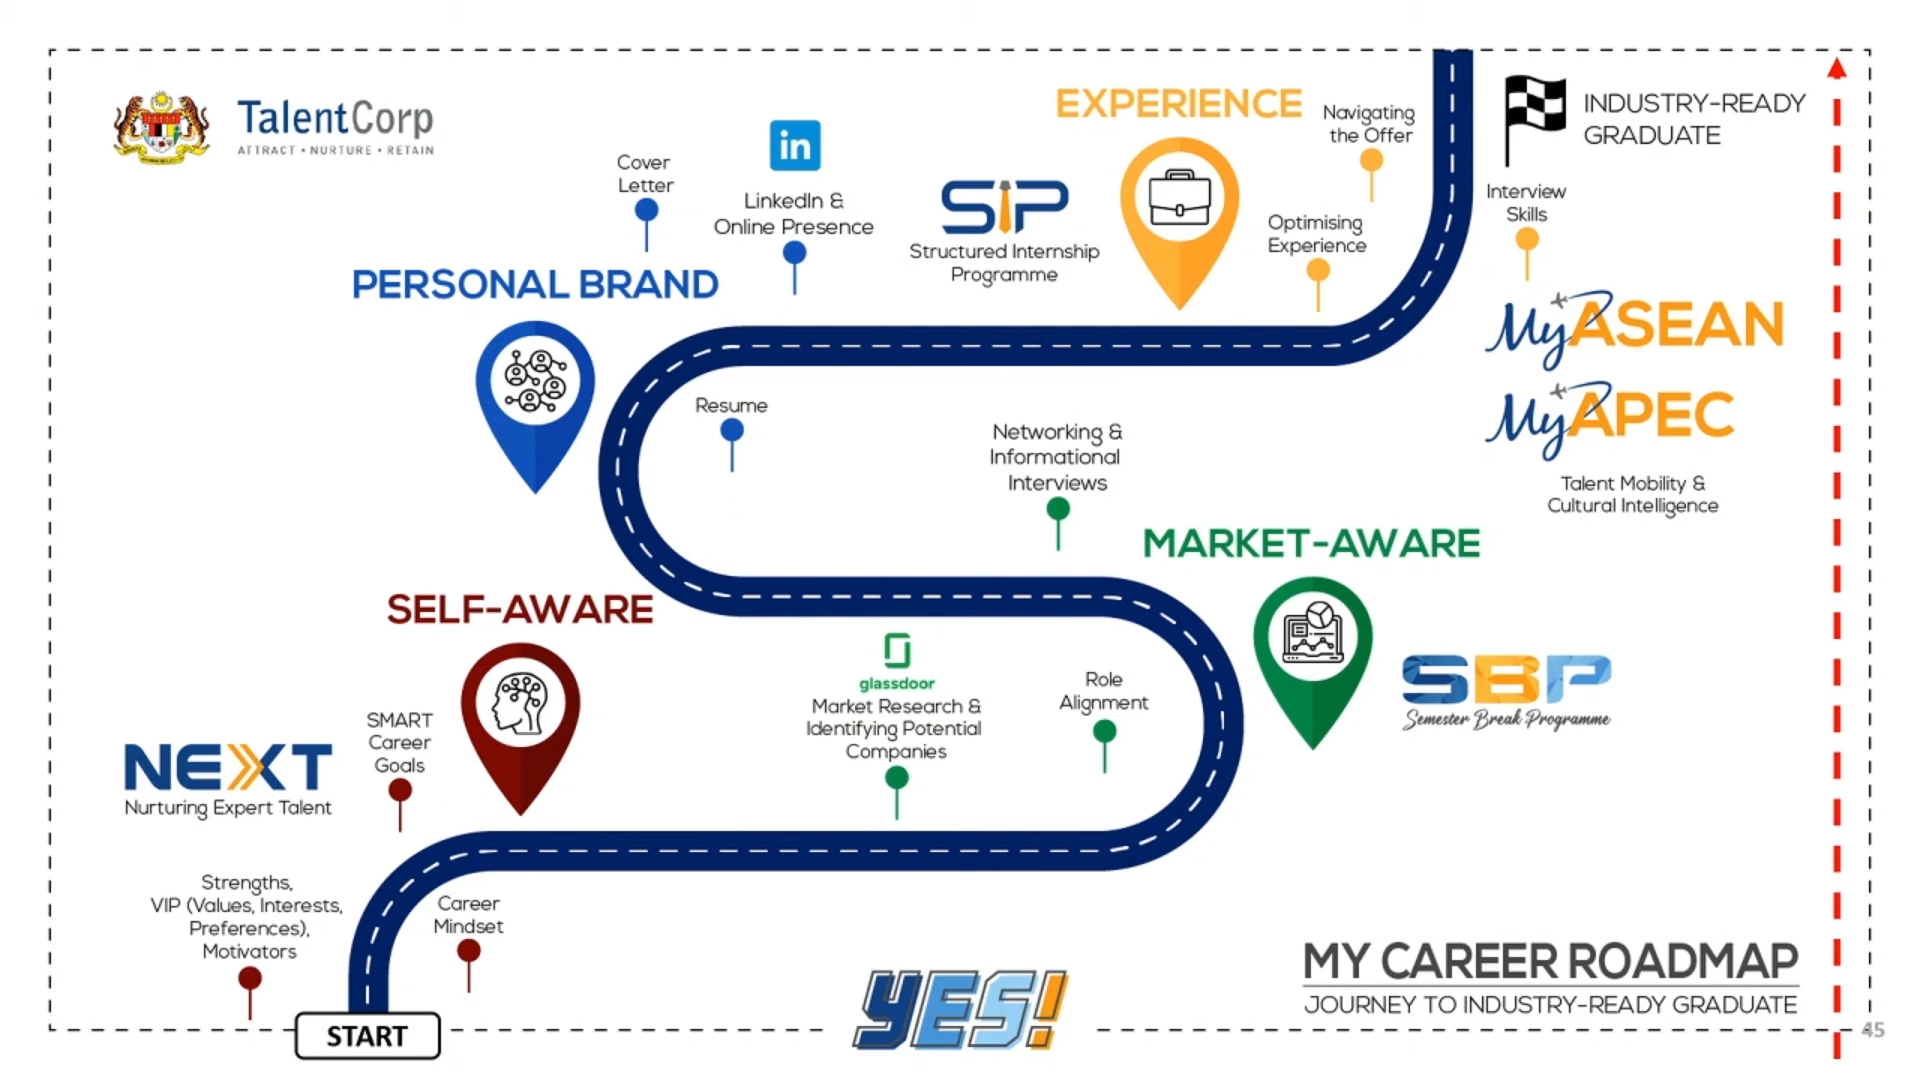 TalentCorp
ATTRACT • NURTURE • RETAIN
Cover
Letter
in
LinkedIn &
Online Presence
PERSONAL BRAND
SIP
Structured Internship
Programme
EXPERIENCE
Navigating
the Offer
Optimising
Experience
INDUSTRY-READY
GRADUATE
Interview
Skills
MyASEAN
MyAPEC
Talent Mobility &
Cultural Intelligence
Resume
Networking &
Informational
Interviews
MARKET-AWARE
SBP
Semester Break Programme
SELF-AWARE
glassdoor
Market Research &
Identifying Potential
Companies
Role
Alignment
SMART
Career
Goals
NEXT
Nurturing Expert Talent
Strengths,
VIP (Values, Interests,
Preferences),
Motivators
Career
Mindset
START
YES!
MY CAREER ROADMAP
JOURNEY TO INDUSTRY-READY GRADUATE
45